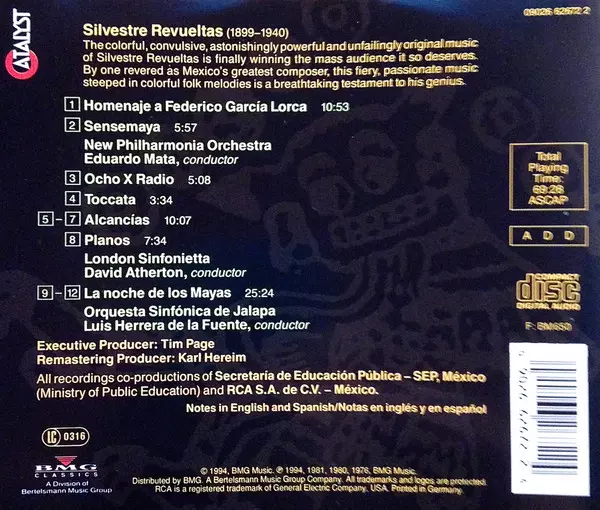 CATALYST
09026 62672 2
Silvestre Revueltas (1899–1940)
The colorful, convulsive, astonishingly powerful and unfailingly original music
of Silvestre Revueltas is finally winning the mass audience it so deserves.
By one revered as Mexico's greatest composer, this fiery, passionate music
steeped in colorful folk melodies is a breathtaking testament to his genius.
1 Homenaje a Federico García Lorca 10:53
2 Sensemaya 5:57
New Philharmonia Orchestra
Eduardo Mata, conductor
3 Ocho X Radio 5:08
4 Toccata 3:34
5 – 7 Alcancías 10:07
8 Planos 7:34
London Sinfonietta
David Atherton, conductor
9 – 12 La noche de los Mayas 25:24
Orquesta Sinfónica de Jalapa
Luis Herrera de la Fuente, conductor
Total
Playing
Time:
69:26
ASCAP
A D D
COMPACT
disc
DIGITAL AUDIO
F: BM650
Executive Producer: Tim Page
Remastering Producer: Karl Hereim
All recordings co-productions of Secretaría de Educación Pública – SEP, México
(Ministry of Public Education) and RCA S.A. de C.V. – México.
Notes in English and Spanish/Notas en inglés y en español
LC 0316
BMG
CLASSICS
A Division of
Bertelsmann Music Group
© 1994, BMG Music. ℗ 1994, 1981, 1980, 1976, BMG Music.
Distributed by BMG. A Bertelsmann Music Group Company. All trademarks and logos are protected.
RCA is a registered trademark of General Electric Company, USA. Printed in Germany.